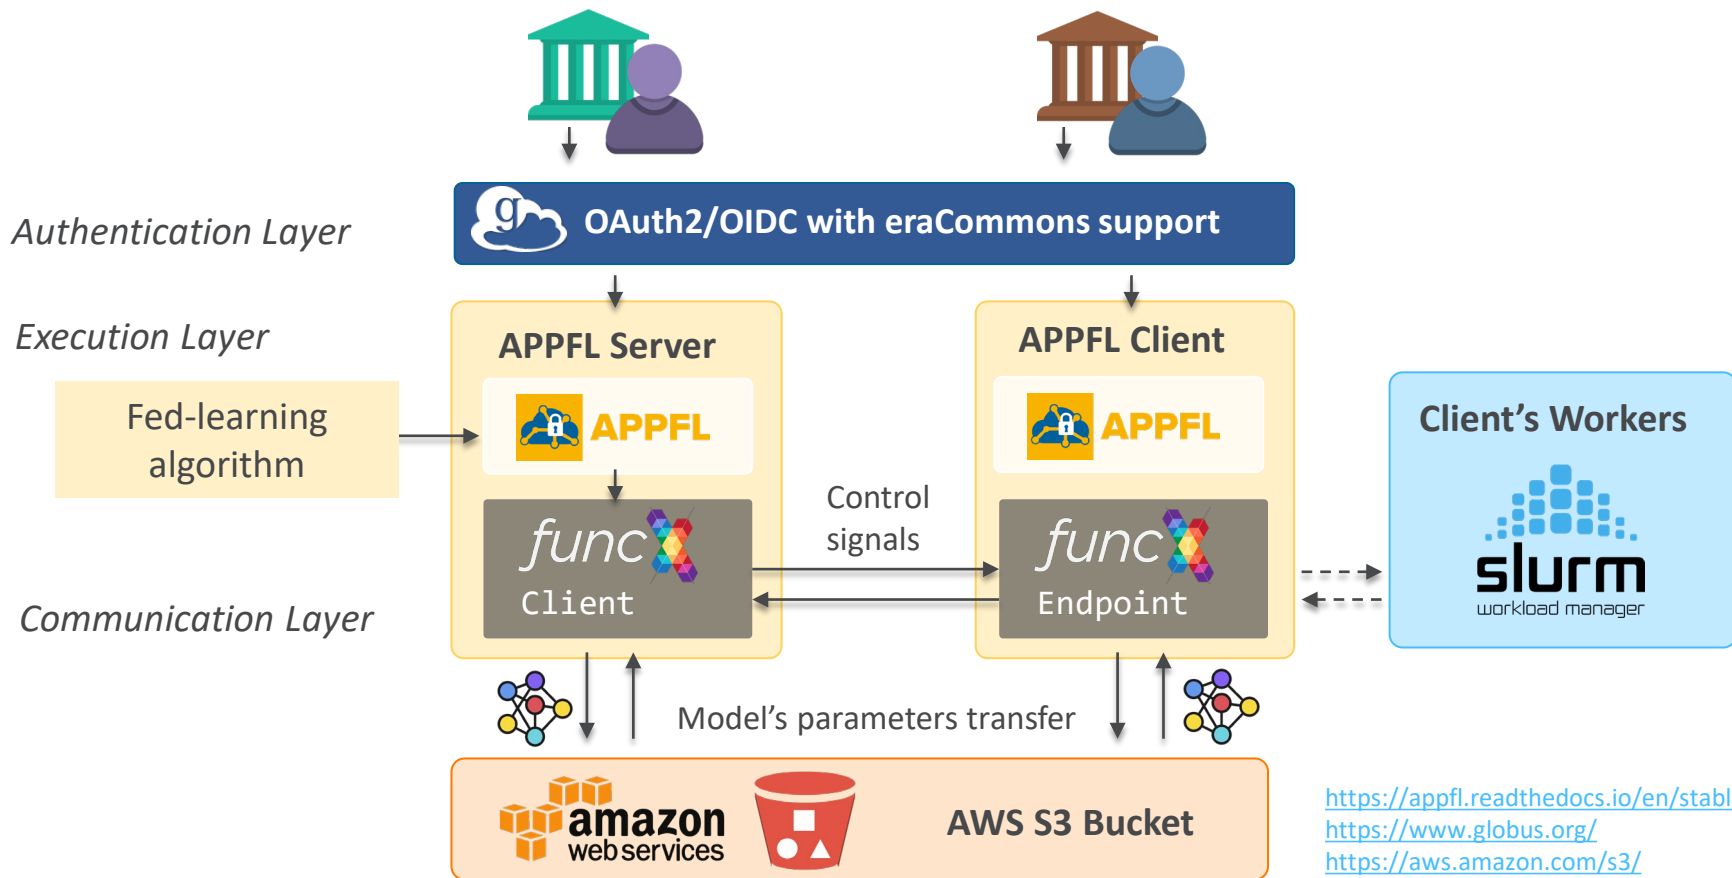 g
OAuth2/OIDC with eraCommons support
Authentication Layer
Execution Layer
APPFL Server
APPFL Client
Fed-learning
algorithm
APPFL
APPFL
Client's Workers
Control
signals
funcX
Client
funcX
Endpoint
slurm
workload manager
Communication Layer
Model's parameters transfer
amazon
web services
AWS S3 Bucket
https://appfl.readthedocs.io/en/stabl
https://www.globus.org/
https://aws.amazon.com/s3/